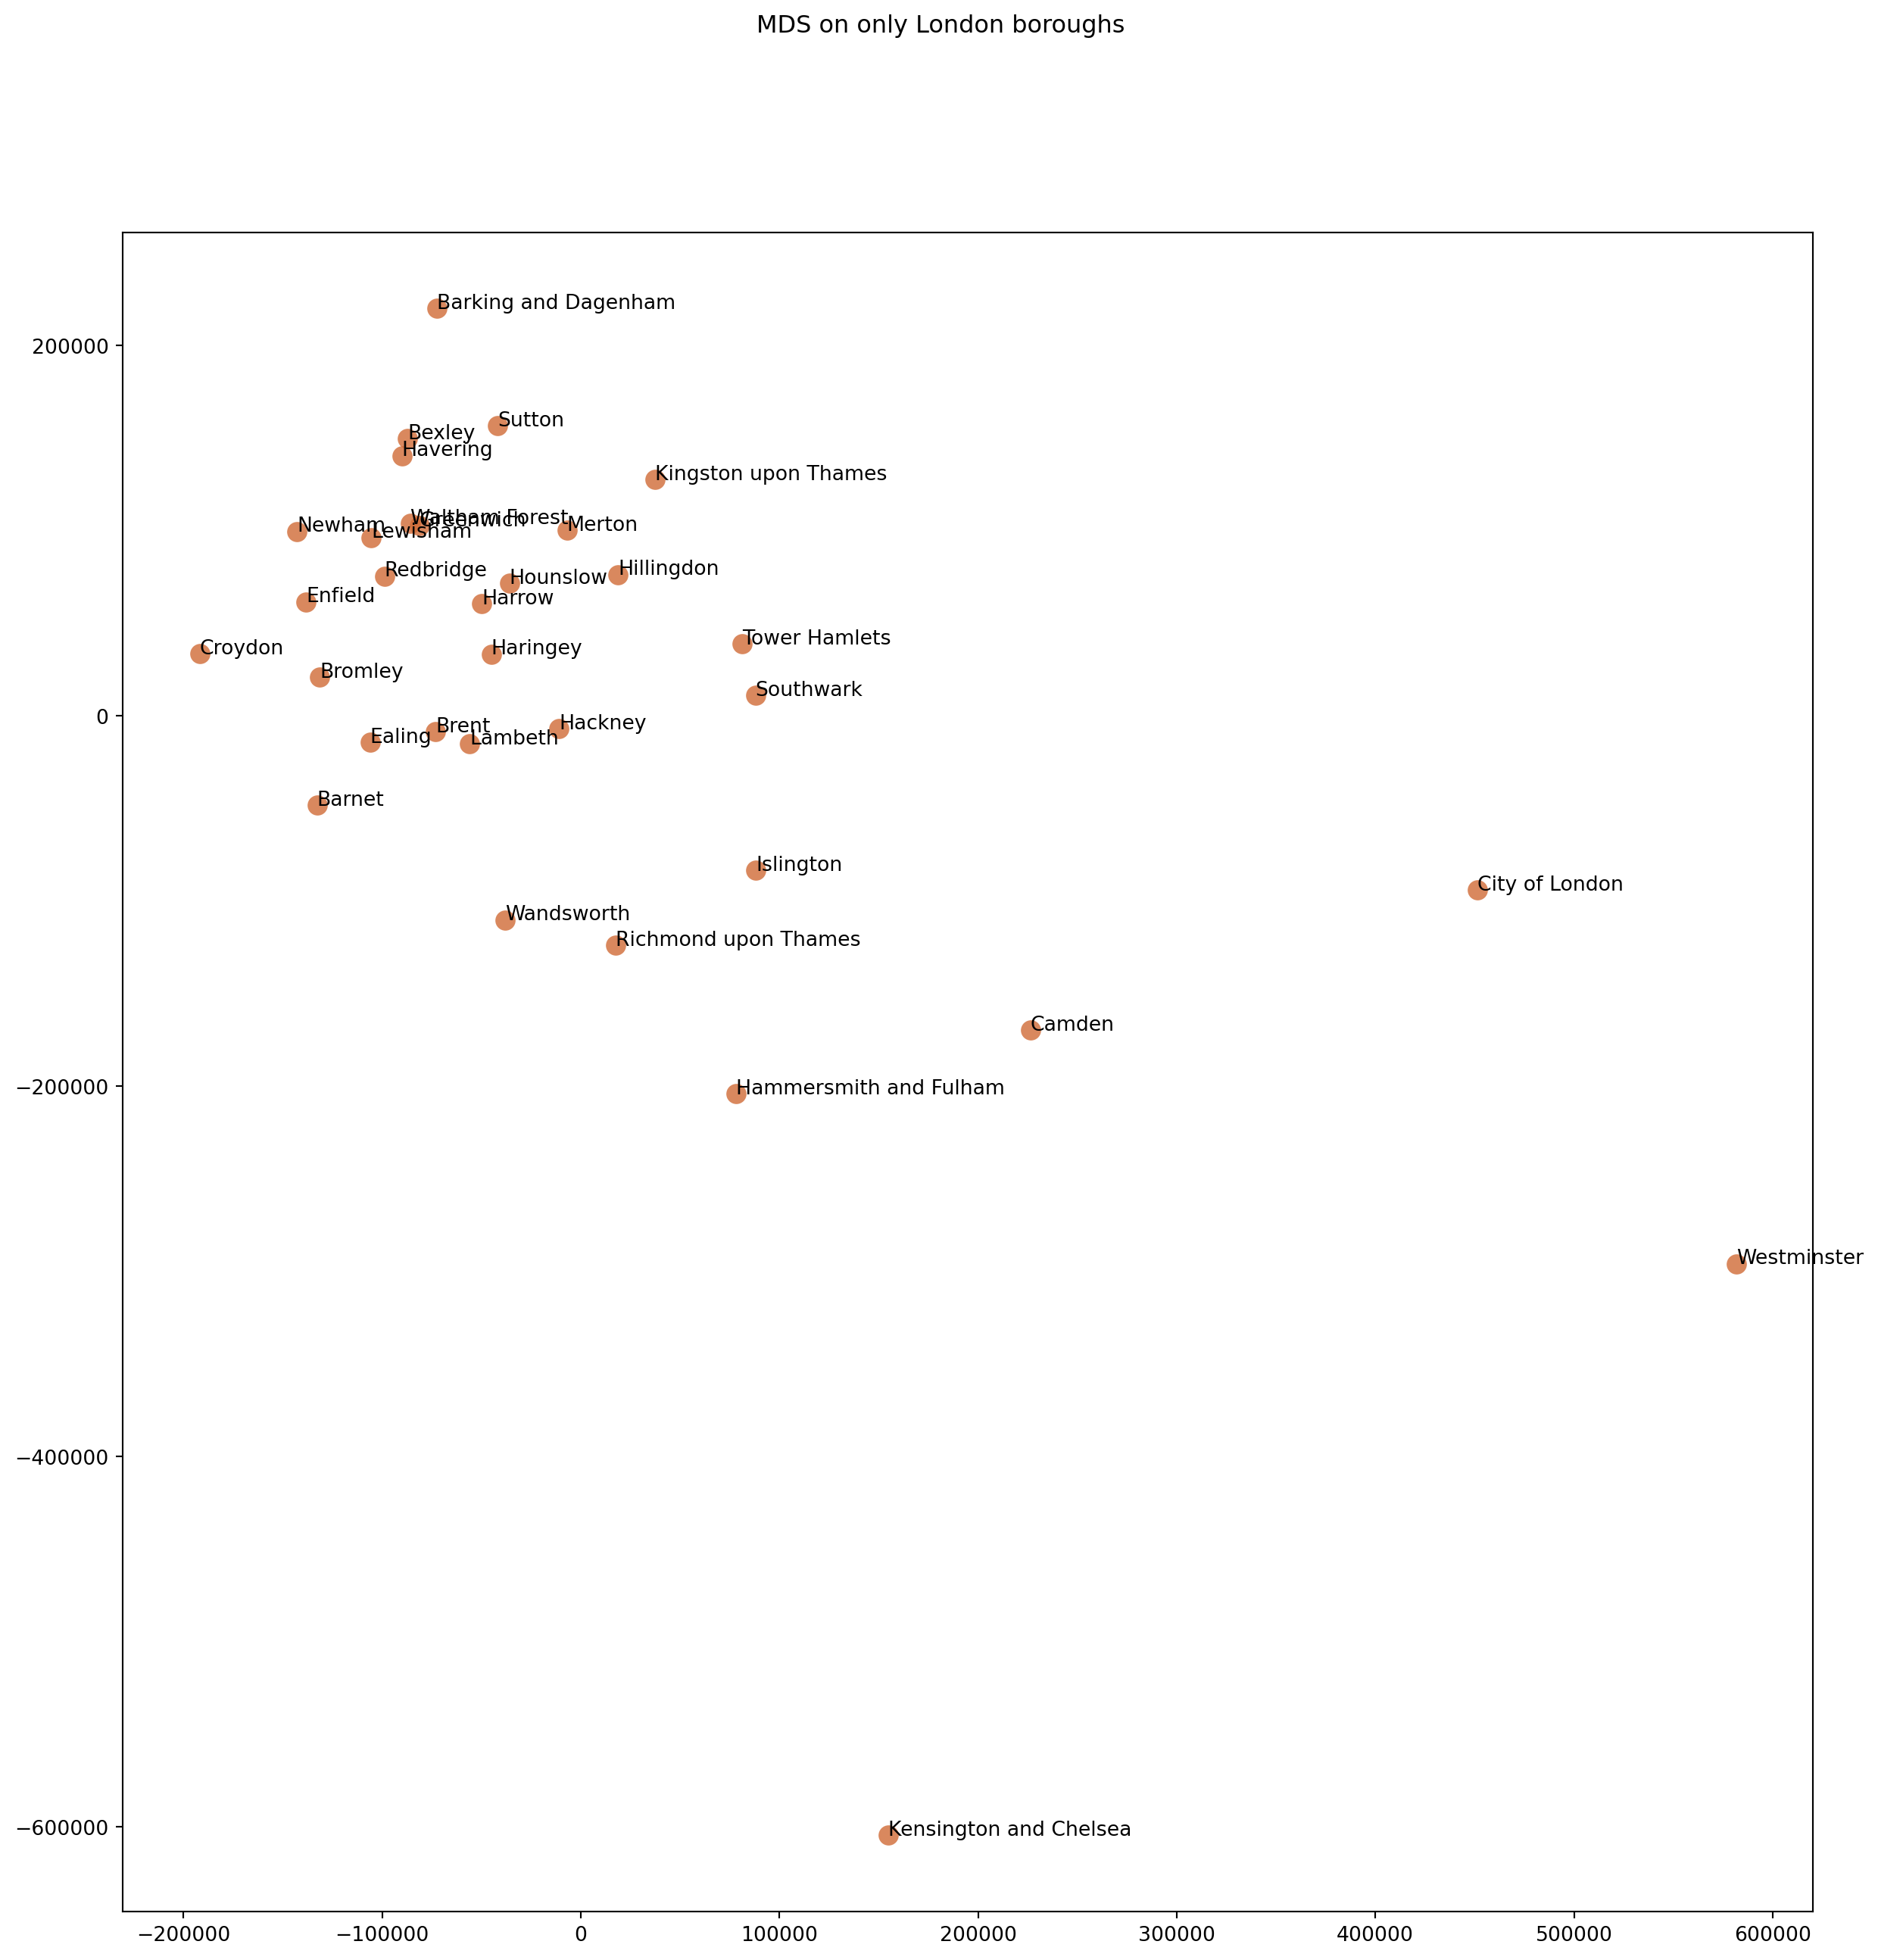 MDS on only London boroughs
Barking and Dagenham
200000
Sutton
Bexley
Havering
Kingston upon Thames
Waltham Forest
Greenwich
Newham
Merton
Lewisham
Redbridge
Hounslow
Hillingdon
Enfield
Harrow
Croydon
Haringey
Tower Hamlets
Bromley
Southwark
0
Hackney
Brent
Ealing
Lambeth
Barnet
Islington
City of London
Wandsworth
Richmond upon Thames
Camden
−200000
Hammersmith and Fulham
Westminster
−400000
−600000
Kensington and Chelsea
−200000 −100000 0 100000 200000 300000 400000 500000 600000